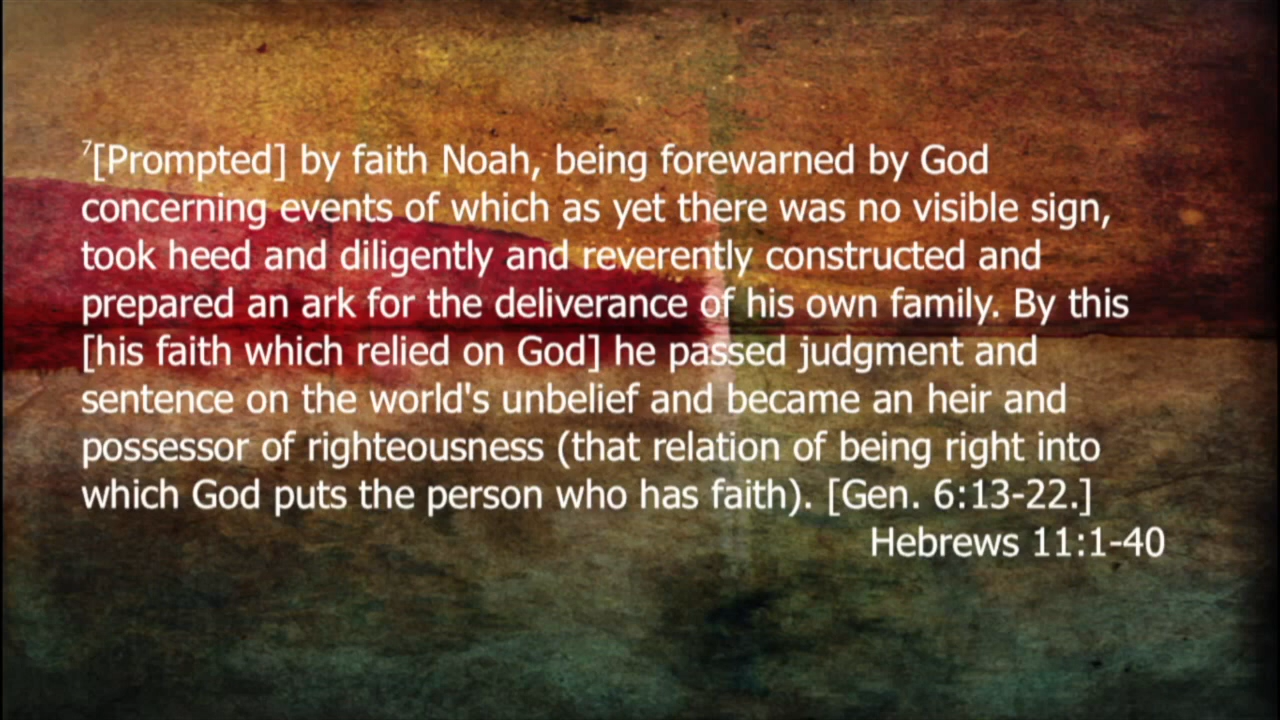 ⁷[Prompted] by faith Noah, being forewarned by God
concerning events of which as yet there was no visible sign,
took heed and diligently and reverently constructed and
prepared an ark for the deliverance of his own family. By this
[his faith which relied on God] he passed judgment and
sentence on the world's unbelief and became an heir and
possessor of righteousness (that relation of being right into
which God puts the person who has faith). [Gen. 6:13-22.]
Hebrews 11:1-40